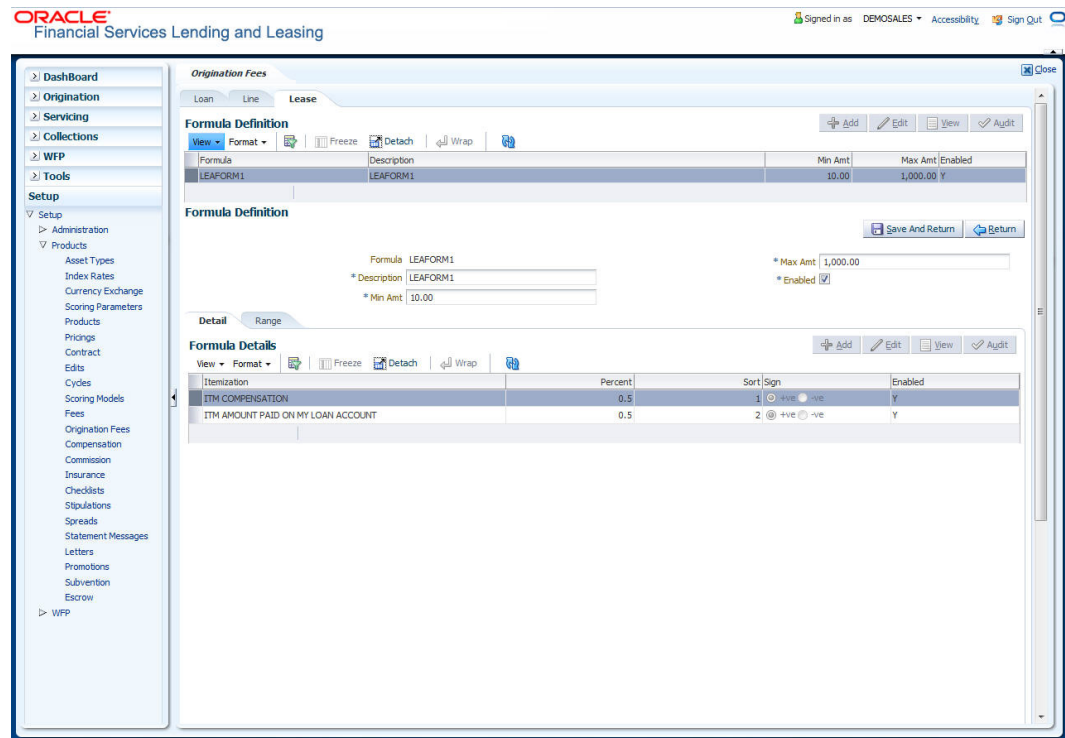 ORACLE
Financial Services Lending and Leasing
Signed in as DEMOSALES Accessibility Sign Out
Close
DashBoard
Origination
Servicing
Collections
WFP
Tools
Setup
Setup
Administration
Products
Asset Types
Index Rates
Currency Exchange
Scoring Parameters
Products
Pricings
Contract
Edits
Cycles
Scoring Models
Fees
Origination Fees
Compensation
Commission
Insurance
Checklists
Stipulations
Spreads
Statement Messages
Letters
Promotions
Subvention
Escrow
WFP
Origination Fees
Loan Line Lease
Formula Definition
Add Edit View Audit
View Format Freeze Detach Wrap
Formula Description Min Amt Max Amt Enabled
LEAFORM1 LEAFORM1 10.00 1,000.00 Y
Formula Definition
Save And Return Return
Formula LEAFORM1
* Description LEAFORM1
* Min Amt 10.00
* Max Amt 1,000.00
* Enabled
Detail Range
Formula Details
Add Edit View Audit
View Format Freeze Detach Wrap
Itemization Percent Sort Sign Enabled
ITM COMPENSATION 0.5 1 +ve -ve Y
ITM AMOUNT PAID ON MY LOAN ACCOUNT 0.5 2 +ve -ve Y